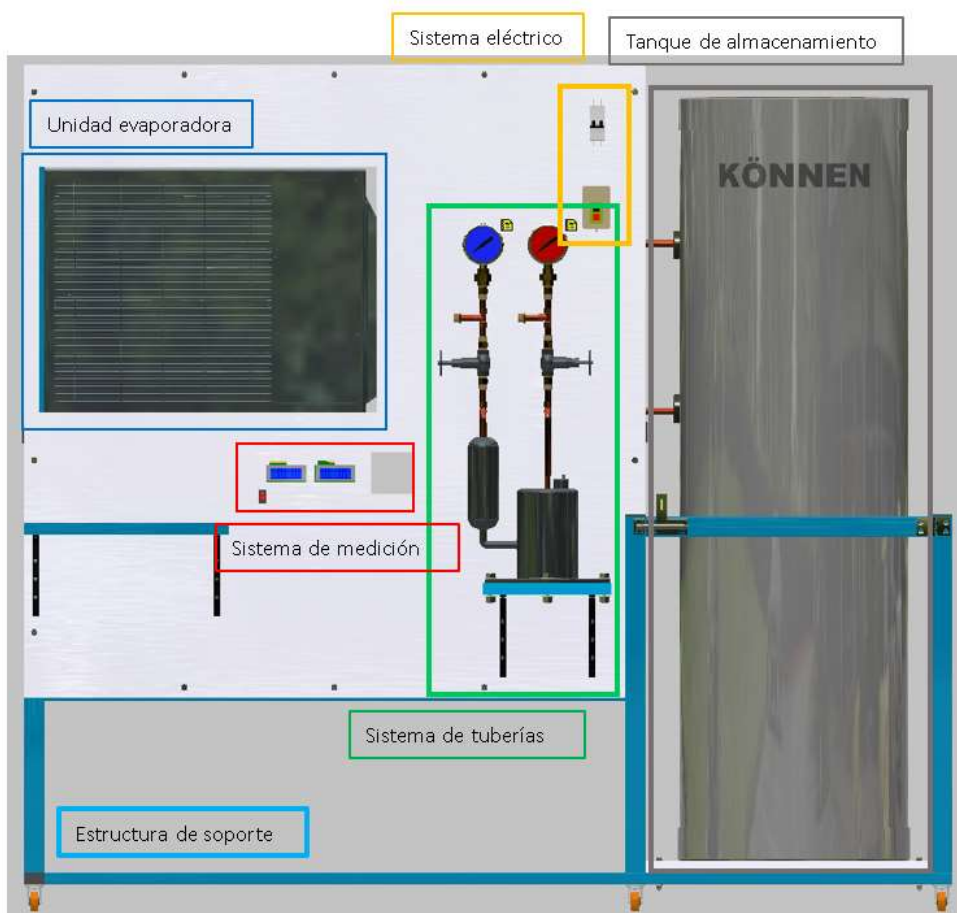 Sistema eléctrico
Tanque de almacenamiento
Unidad evaporadora
KÖNNEN
Sistema de medición
Sistema de tuberías
Estructura de soporte